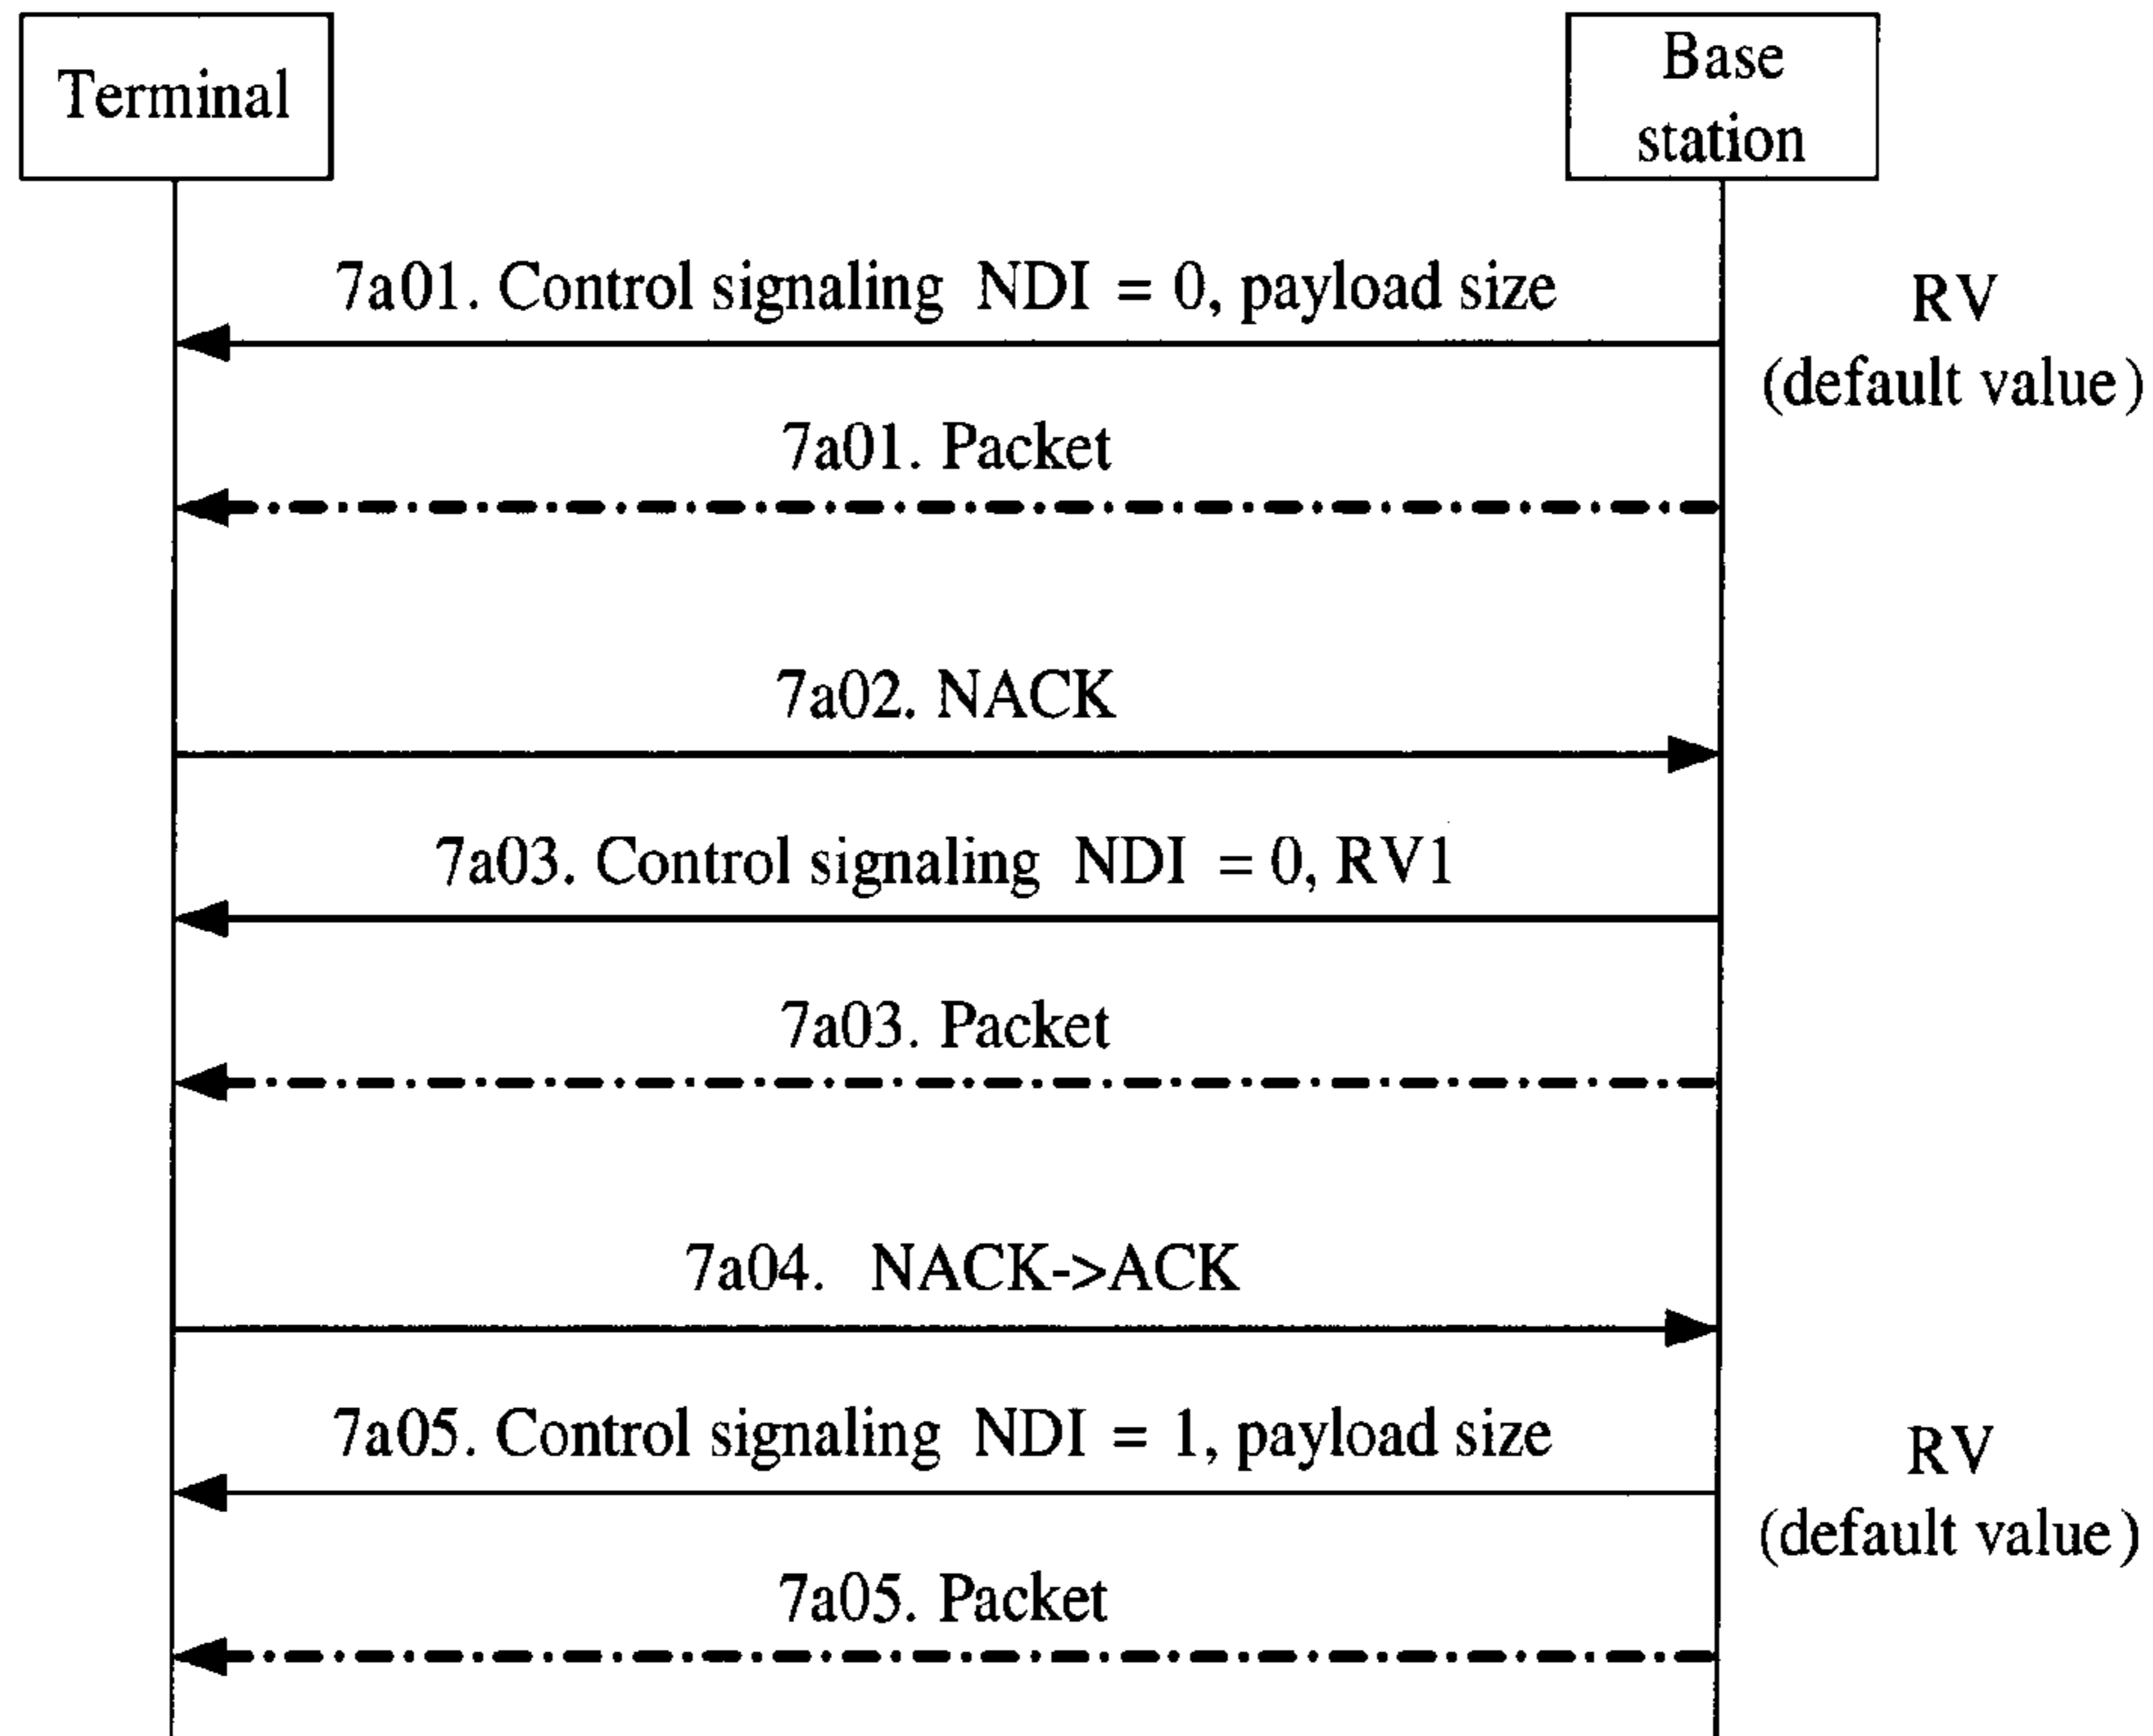 Terminal
Base
station
7a01. Control signaling NDI = 0, payload size
RV
(default value)
7a01. Packet
7a02. NACK
7a03. Control signaling NDI = 0, RV1
7a03. Packet
7a04. NACK->ACK
7a05. Control signaling NDI = 1, payload size
RV
(default value)
7a05. Packet